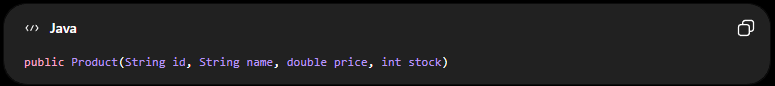 Java
public Product(String id, String name, double price, int stock)